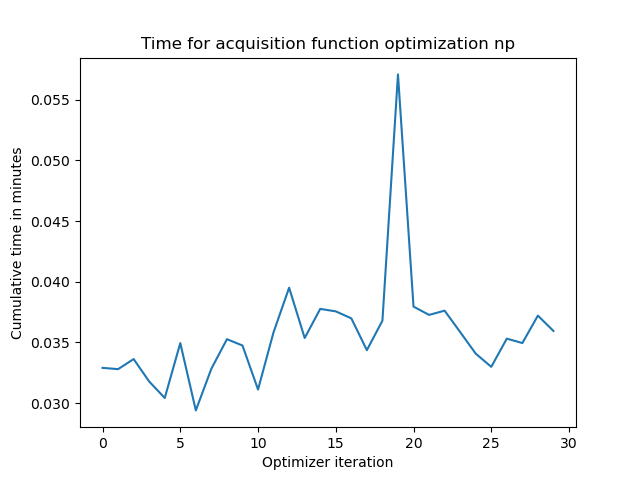 Time for acquisition function optimization np
Cumulative time in minutes
0.055
0.050
0.045
0.040
0.035
0.030
0 5 10 15 20 25 30
Optimizer iteration